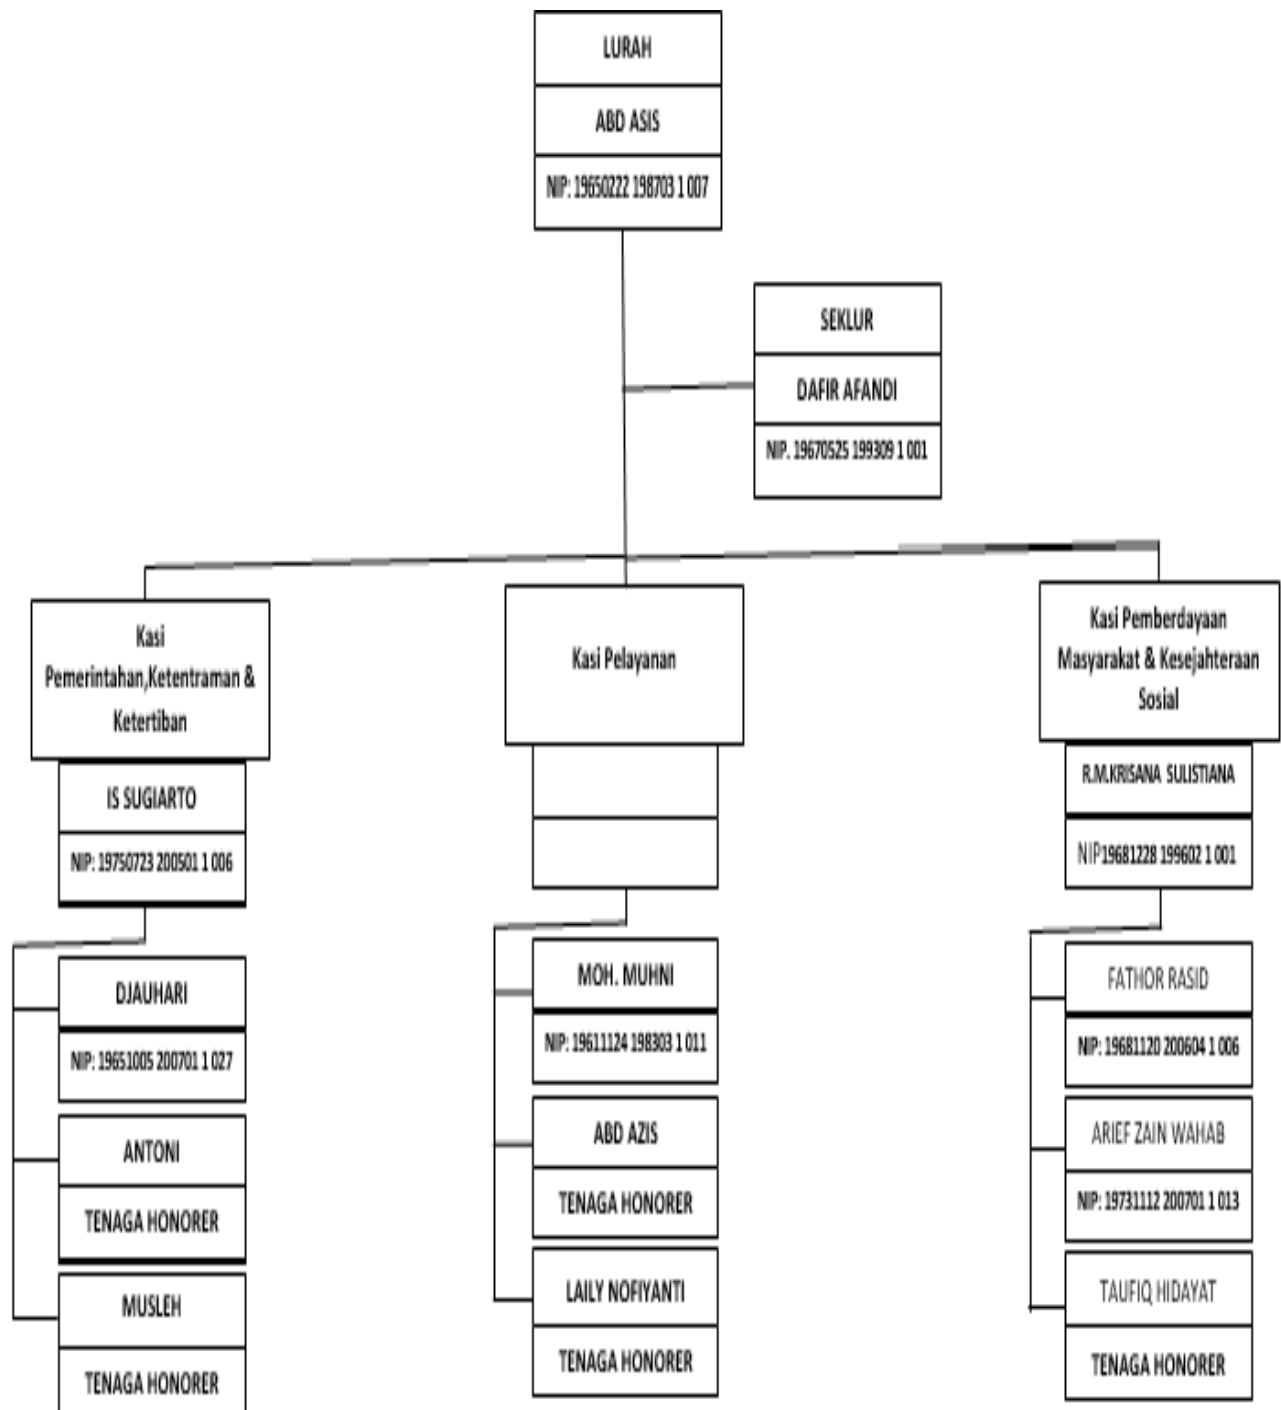 LURAH
ABD ASIS
NIP: 19650222 198703 1 007
SEKLUR
DAFIR AFANDI
NIP. 19670525 199309 1 001
Kasi
Pemerintahan,Ketentraman &
Ketertiban
IS SUGIARTO
NIP: 19750723 200501 1 006
DJAUHARI
NIP: 19651005 200701 1 027
ANTONI
TENAGA HONORER
MUSLEH
TENAGA HONORER
Kasi Pelayanan
MOH. MUHNI
NIP: 19611124 198303 1 011
ABD AZIS
TENAGA HONORER
LAILY NOFIYANTI
TENAGA HONORER
Kasi Pemberdayaan
Masyarakat & Kesejahteraan
Sosial
R.M.KRISANA SULISTIANA
NIP19681228 199602 1 001
FATHOR RASID
NIP: 19681120 200604 1 006
ARIEF ZAIN WAHAB
NIP: 19731112 200701 1 013
TAUFIQ HIDAYAT
TENAGA HONORER